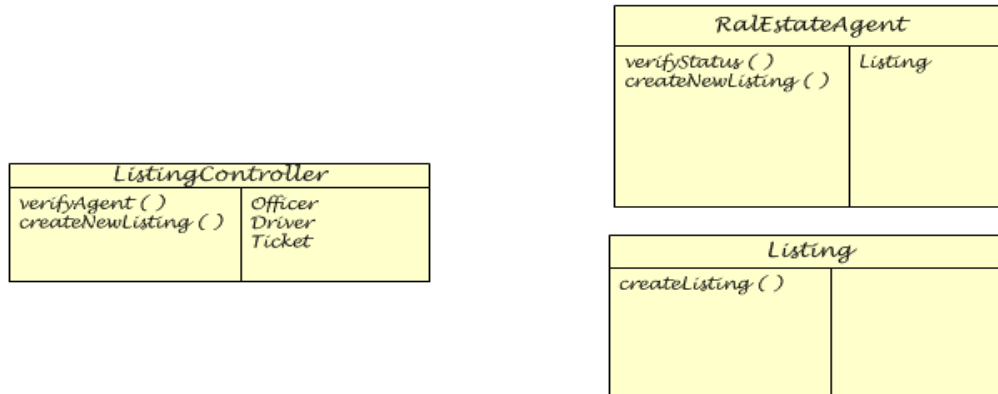 RalEstateAgent
verifyStatus ( )
createNewListing ( )
Listing
ListingController
verifyAgent ( )
createNewListing ( )
Officer
Driver
Ticket
Listing
createListing ( )